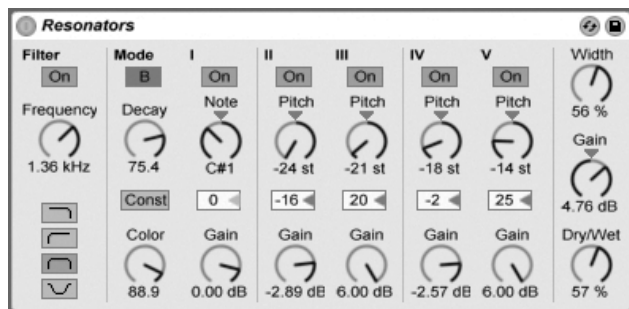 Resonators
Filter Mode I II III IV V Width
On B On On On On On
Frequency Decay Note Pitch Pitch Pitch Pitch
1.36 kHz 75.4 C#1 -24 st -21 st -18 st -14 st 56 %
Gain
Const 0 -16 20 -2 25
4.76 dB
Color Gain Gain Gain Gain Gain Dry/Wet
88.9 0.00 dB -2.89 dB 6.00 dB -2.57 dB 6.00 dB 57 %